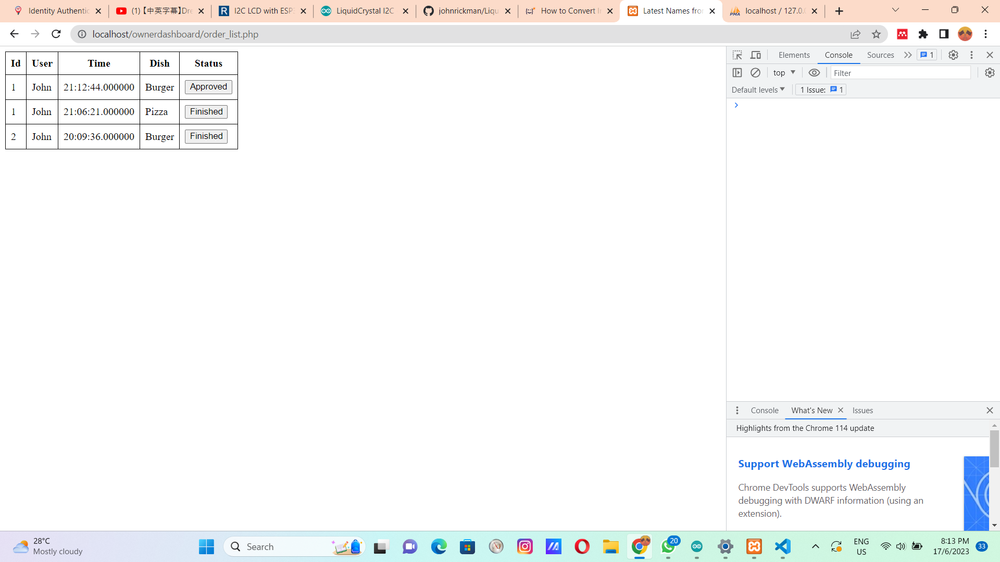 Identity Authentic
(1) 【中英字幕】Dre
I2C LCD with ESP3
LiquidCrystal I2C
johnrickman/Liqu
How to Convert I
Latest Names fro
localhost / 127.0.0
localhost/ownerdashboard/order_list.php
Id User Time Dish Status
1 John 21:12:44.000000 Burger Approved
1 John 21:06:21.000000 Pizza Finished
2 John 20:09:36.000000 Burger Finished
Elements Console Sources 1
top Filter
Default levels 1 Issue: 1
Console What's New Issues
Highlights from the Chrome 114 update
Support WebAssembly debugging
Chrome DevTools supports WebAssembly
debugging with DWARF information (using an
extension).
28°C
Mostly cloudy
Search
20
ENG
US
8:13 PM
17/6/2023
33